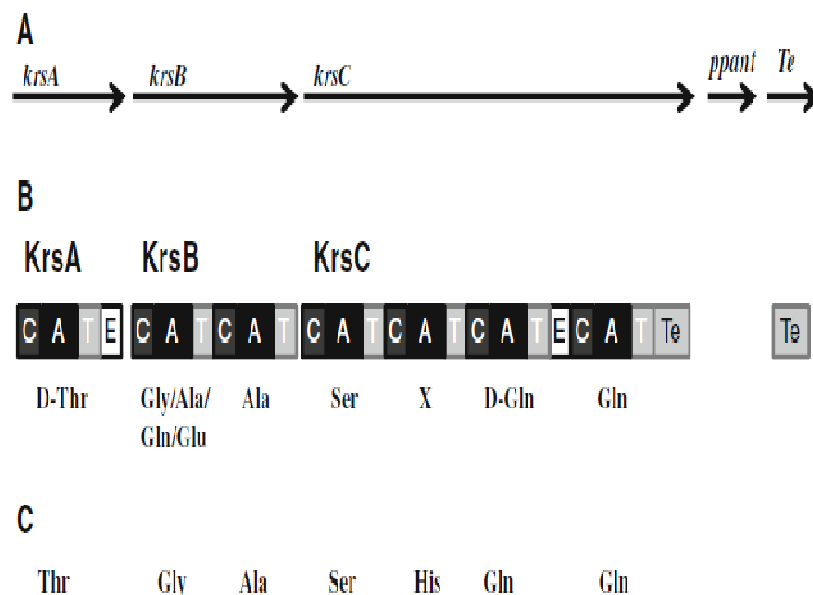 A
krsA krsB krsC ppant Te
B
KrsA KrsB KrsC
C A T E C A T C A T C A T C A T C A T E C A T Te Te
D-Thr Gly/Ala/ Ala Ser X D-Gln Gln
Gln/Glu
C
Thr Gly Ala Ser His Gln Gln